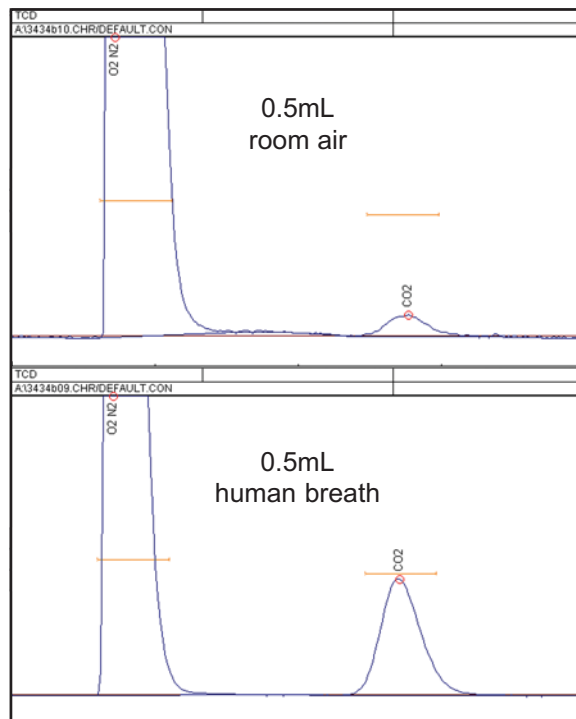 TCD
A:\3434b10.CHR/DEFAULT.CON
O2 N2
0.5mL
room air
CO2
TCD
A:\3434b09.CHR/DEFAULT.CON
O2 N2
0.5mL
human breath
CO2